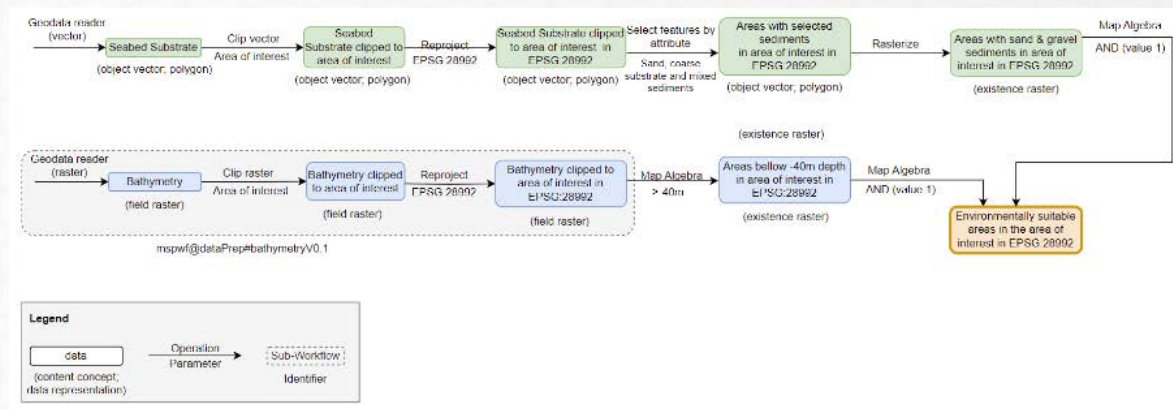 Geodata reader
(vector)
Seabed Substrate
(object vector; polygon)
Clip vector
Area of interest
Seabed
Substrate clipped to
area of interest
(object vector; polygon)
Reproject
EPSG 28992
Seabed Substrate clipped
to area of interest in
EPSG 28992
(object vector; polygon)
Select features by
attribute
Sand, coarse
substrate and mixed
sediments
Areas with selected
sediments
in area of interest in
EPSG 28992
(object vector; polygon)
Rasterize
Areas with sand & gravel
sediments in area of
interest in EPSG 28992
(existence raster)
Map Algebra
AND (value 1)
Geodata reader
(raster)
Bathymetry
(field raster)
Clip raster
Area of interest
Bathymetry clipped
to area of interest
(field raster)
Reproject
EPSG 28992
Bathymetry clipped to
area of interest in
EPSG:28992
(field raster)
mspwf@dataPrep#bathymetryV0.1
Map Algebra
> 40m
(existence raster)
Areas bellow -40m depth
in area of interest in
EPSG:28992
(existence raster)
Map Algebra
AND (value 1)
Environmentally suitable
areas in the area of
interest in EPSG 28992
Legend
data
(content concept;
data representation)
Operation
Parameter
Sub-Workflow
Identifier